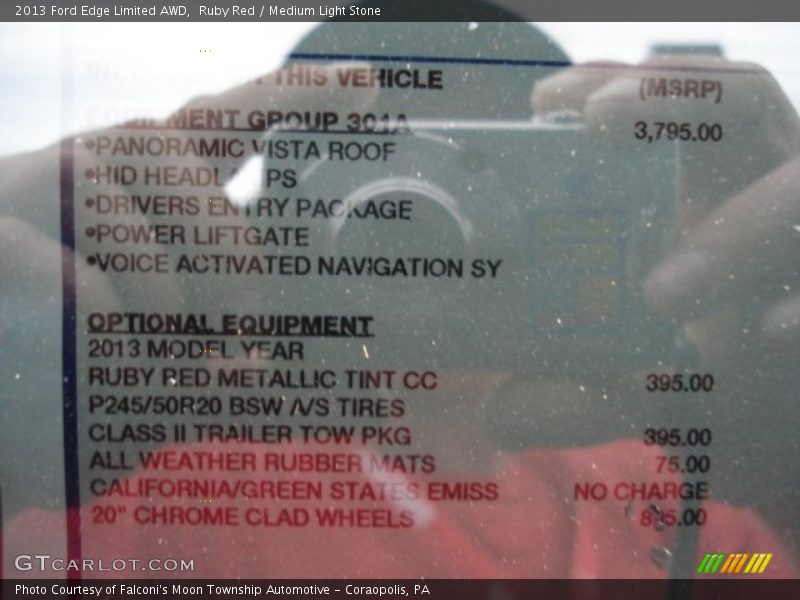 2013 Ford Edge Limited AWD, Ruby Red / Medium Light Stone
THIS VEHICLE (MSRP)
EQUIPMENT GROUP 301A 3,795.00
•PANORAMIC VISTA ROOF
•HID HEADLAMPS
•DRIVERS ENTRY PACKAGE
•POWER LIFTGATE
•VOICE ACTIVATED NAVIGATION SY
OPTIONAL EQUIPMENT
2013 MODEL YEAR
RUBY RED METALLIC TINT CC 395.00
P245/50R20 BSW A/S TIRES
CLASS II TRAILER TOW PKG 395.00
ALL WEATHER RUBBER MATS 75.00
CALIFORNIA/GREEN STATES EMISS NO CHARGE
20" CHROME CLAD WHEELS
GTCARLOT.COM
Photo Courtesy of Falconi's Moon Township Automotive - Coraopolis, PA